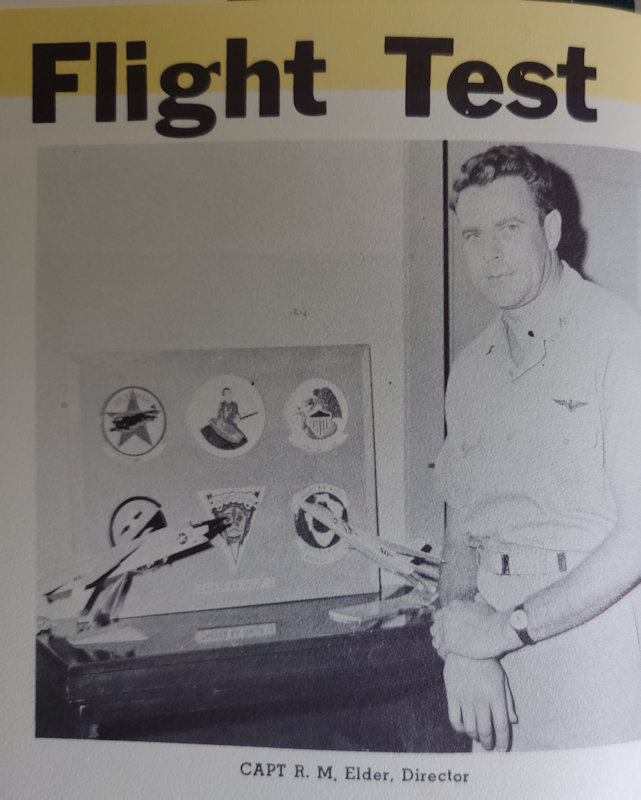 Flight Test
CAPT R. M. Elder, Director